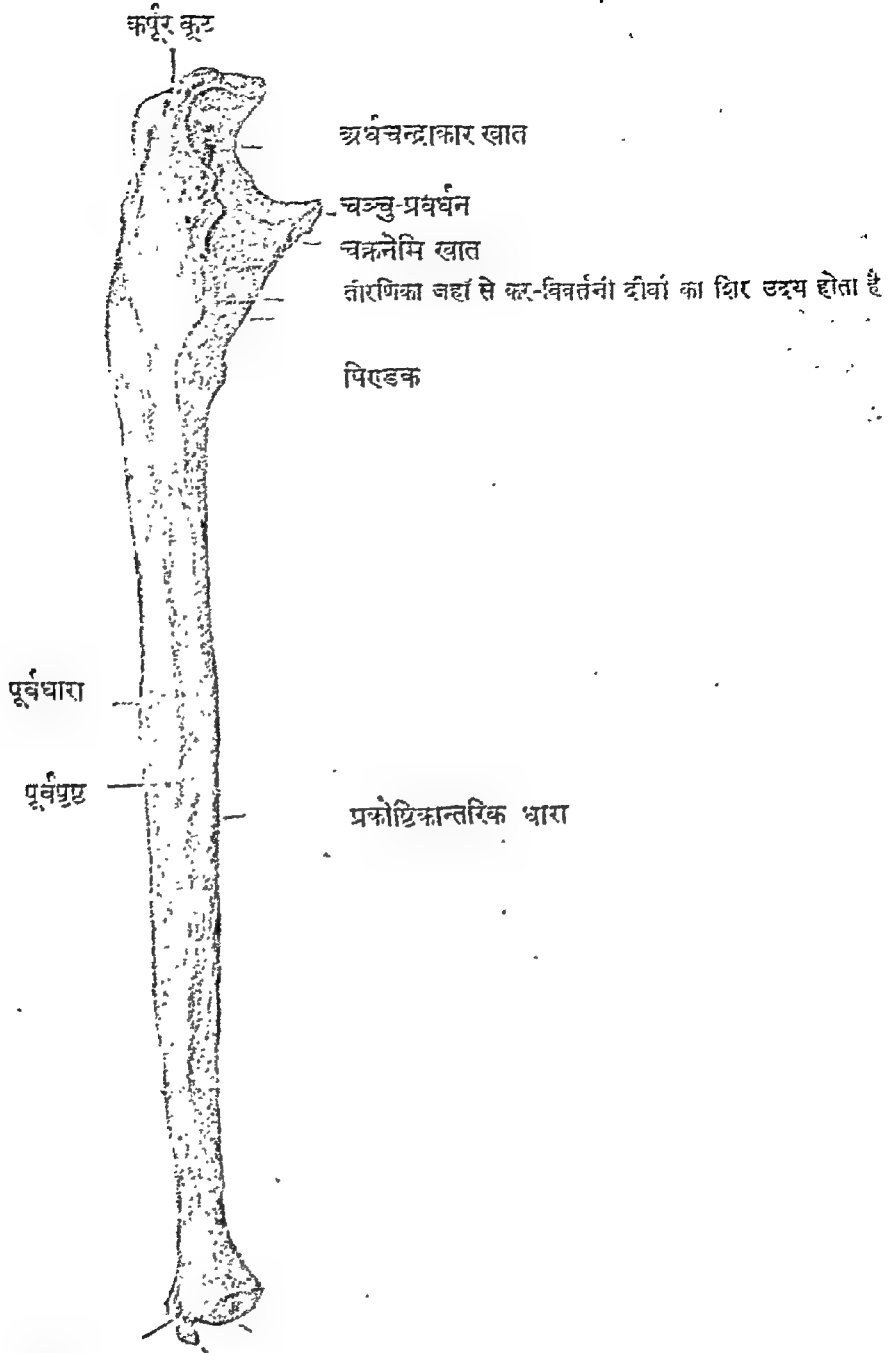 कर्पूर कूट
अर्धचन्द्राकार खात
चञ्चु-प्रवर्धन
चक्रनेमि खात
तोरणिका जहाँ से कर-विवर्तनी दीर्घा का शिर उदय होता है
पिण्डक
पूर्वधारा
पूर्वपृष्ठ
प्रकोष्ठिकान्तरिक धारा